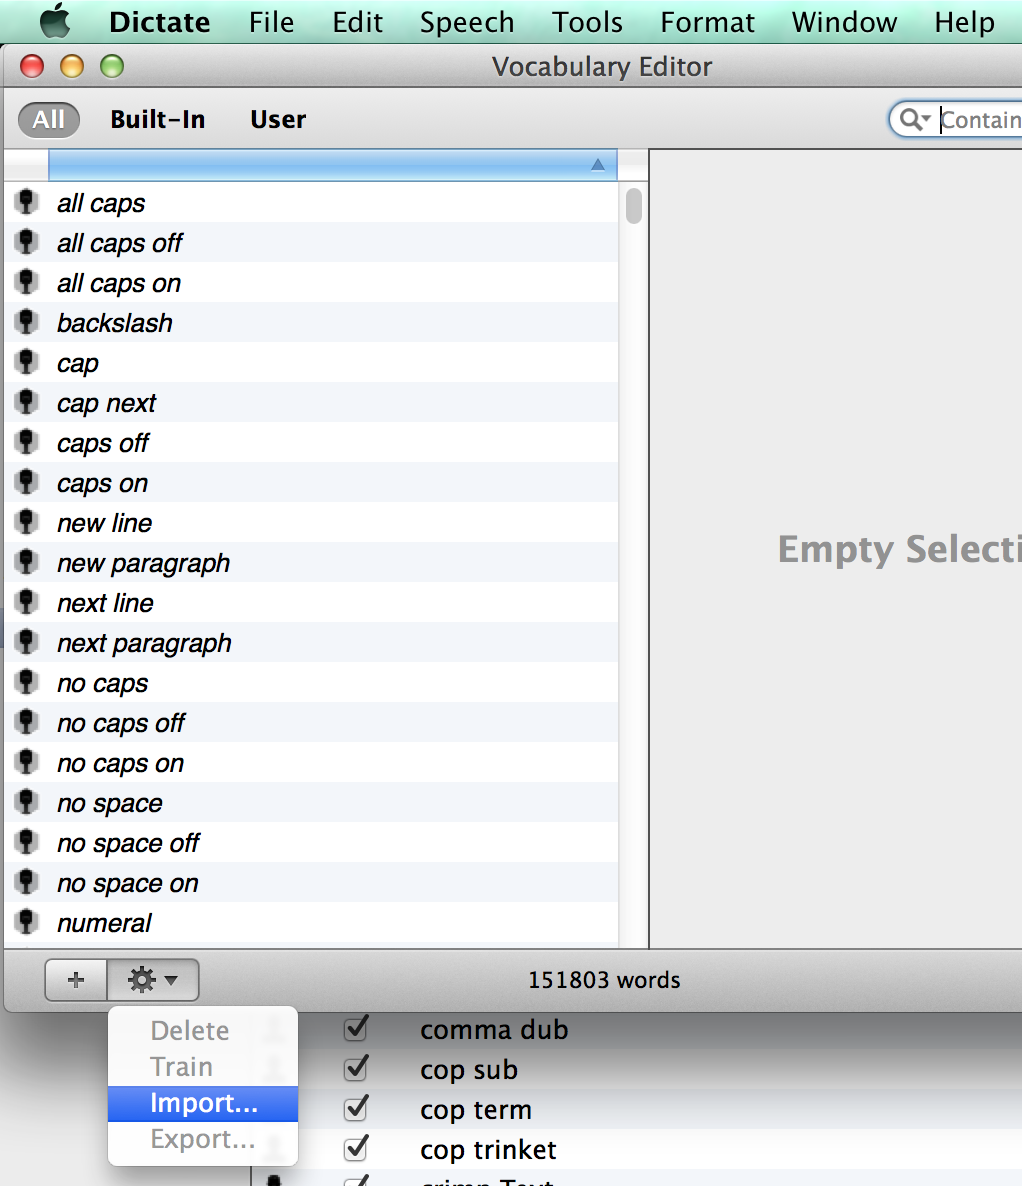 Dictate File Edit Speech Tools Format Window Help
Vocabulary Editor
All Built-In User Contain
all caps
all caps off
all caps on
backslash
cap
cap next
caps off
caps on
new line
new paragraph
next line
next paragraph
no caps
no caps off
no caps on
no space
no space off
no space on
numeral
Empty Selecti
151803 words
Delete
Train
Import...
Export...
comma dub
cop sub
cop term
cop trinket